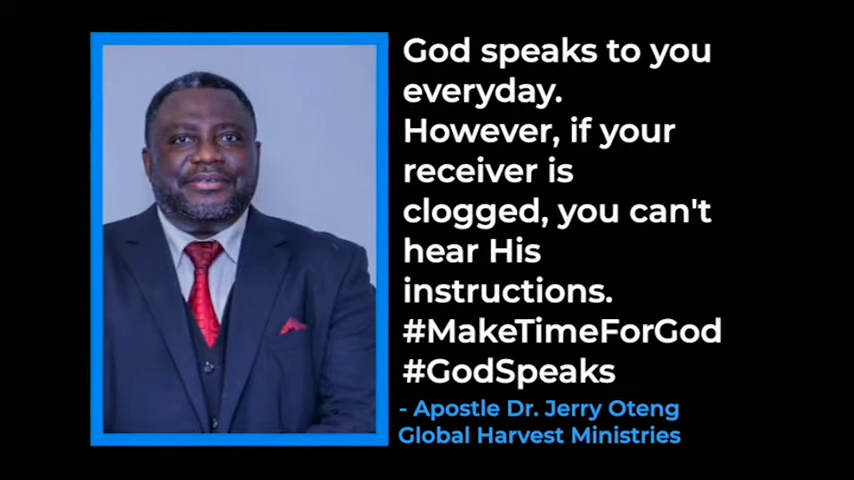 God speaks to you
everyday.
However, if your
receiver is
clogged, you can't
hear His
instructions.
#MakeTimeForGod
#GodSpeaks
- Apostle Dr. Jerry Oteng
Global Harvest Ministries